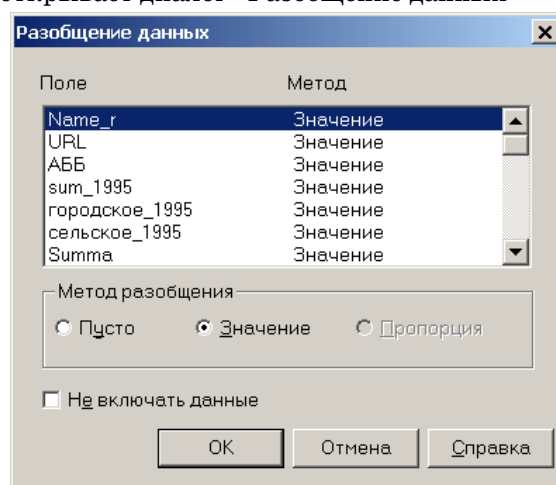 открывает диалог "Разобщение данных"
Разобщение данных
Поле Метод
Name_r Значение
URL Значение
АББ Значение
sum_1995 Значение
городское_1995 Значение
сельское_1995 Значение
Summa Значение
Метод разобщения
Пусто Значение Пропорция
Не включать данные
OK Отмена Справка